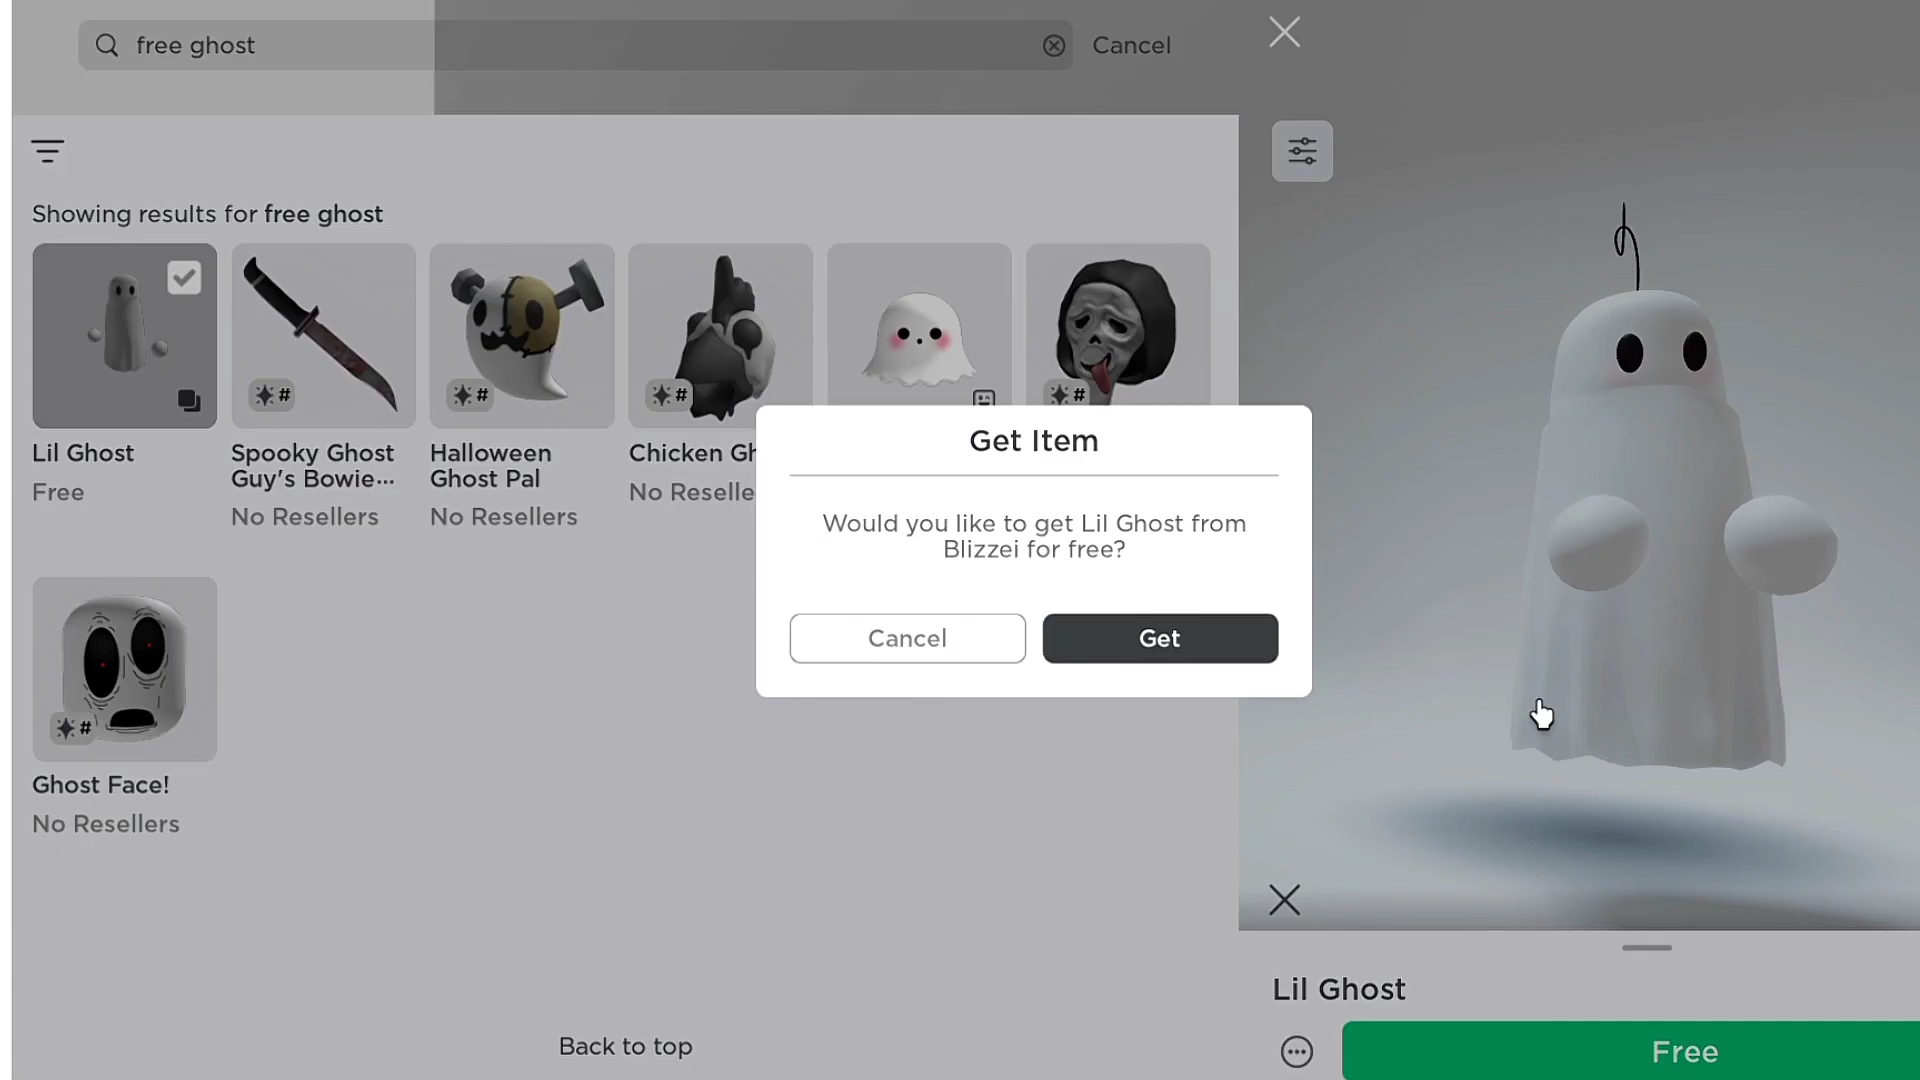 free ghost
Cancel
Showing results for free ghost
#
#
#
#
Lil Ghost
Free
Spooky Ghost
Guy's Bowie...
No Resellers
Halloween
Ghost Pal
No Resellers
Chicken Gh
No Reselle
Get Item
Would you like to get Lil Ghost from
Blizzei for free?
Cancel
Get
#
Ghost Face!
No Resellers
Back to top
Lil Ghost
Free